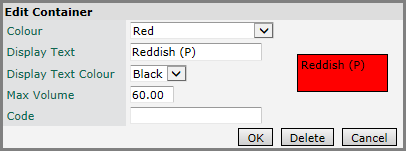 Edit Container
Colour Red
Display Text Reddish (P)
Reddish (P)
Display Text Colour Black
Max Volume 60.00
Code
OK Delete Cancel